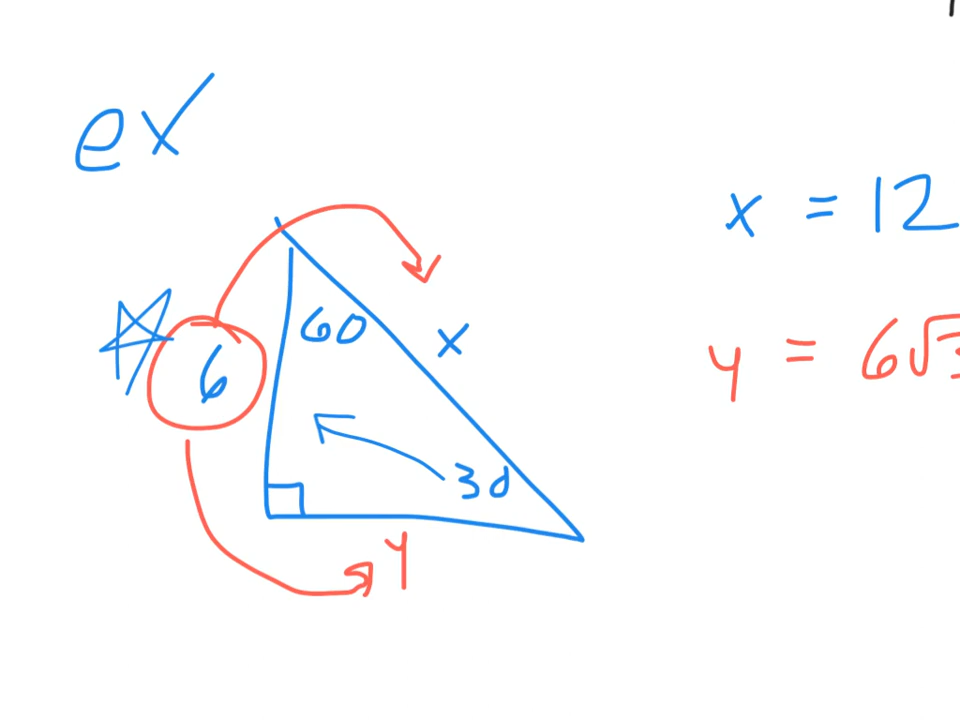 ex
x = 12
60
x
6
y = 6√3
30
y